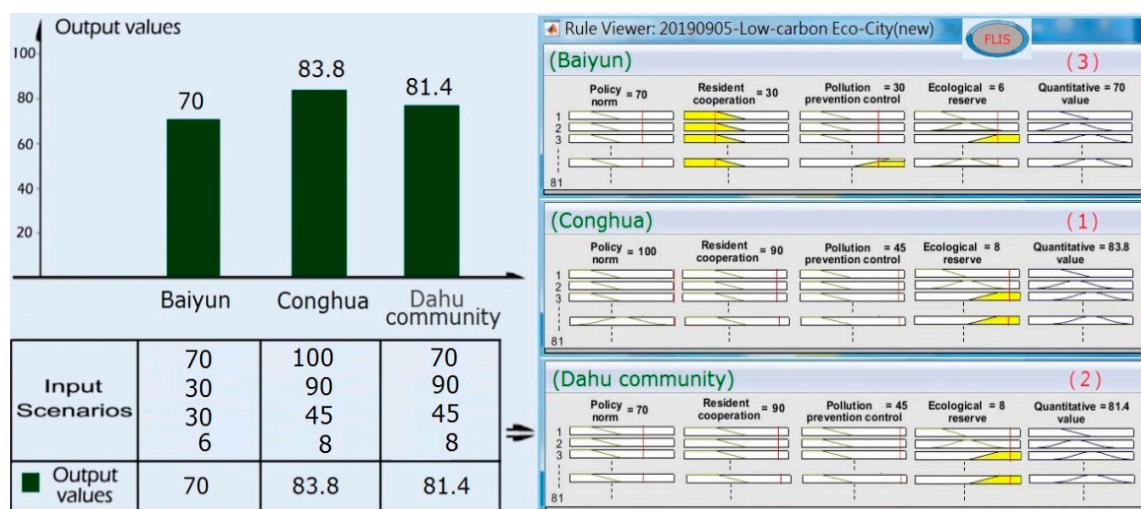 Output values
100
80
60
40
20
70
83.8
81.4
Baiyun
Conghua
Dahu
community
Input
Scenarios
70
30
30
6
100
90
45
8
70
90
45
8
Output
values
70
83.8
81.4
Rule Viewer: 20190905-Low-carbon Eco-City(new)
FLIS
(Baiyun)
(3)
Policy
norm = 70
Resident
cooperation = 30
Pollution = 30
prevention control
Ecological = 6
reserve
Quantitative = 70
value
1
2
3
81
(Conghua)
(1)
Policy
norm = 100
Resident
cooperation = 90
Pollution = 45
prevention control
Ecological = 8
reserve
Quantitative = 83.8
value
1
2
3
81
(Dahu community)
(2)
Policy
norm = 70
Resident
cooperation = 90
Pollution = 45
prevention control
Ecological = 8
reserve
Quantitative = 81.4
value
1
2
3
81